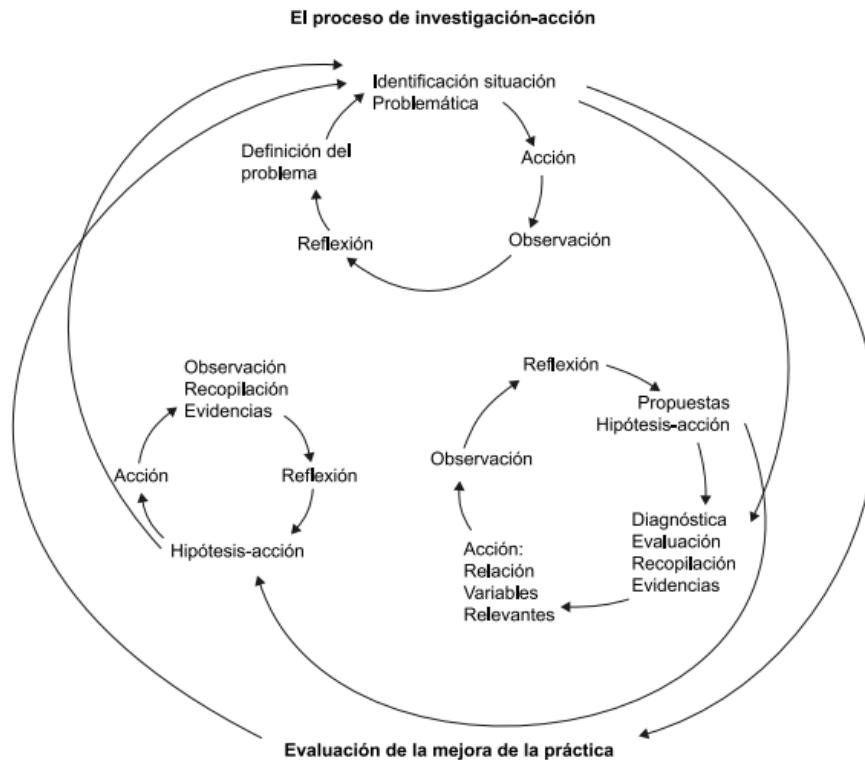 El proceso de investigación-acción
Identificación situación
Problemática
Definición del
problema
Acción
Reflexión
Observación
Observación
Recopilación
Evidencias
Acción
Reflexión
Hipótesis-acción
Reflexión
Propuestas
Hipótesis-acción
Observación
Diagnóstica
Evaluación
Recopilación
Evidencias
Acción:
Relación
Variables
Relevantes
Evaluación de la mejora de la práctica